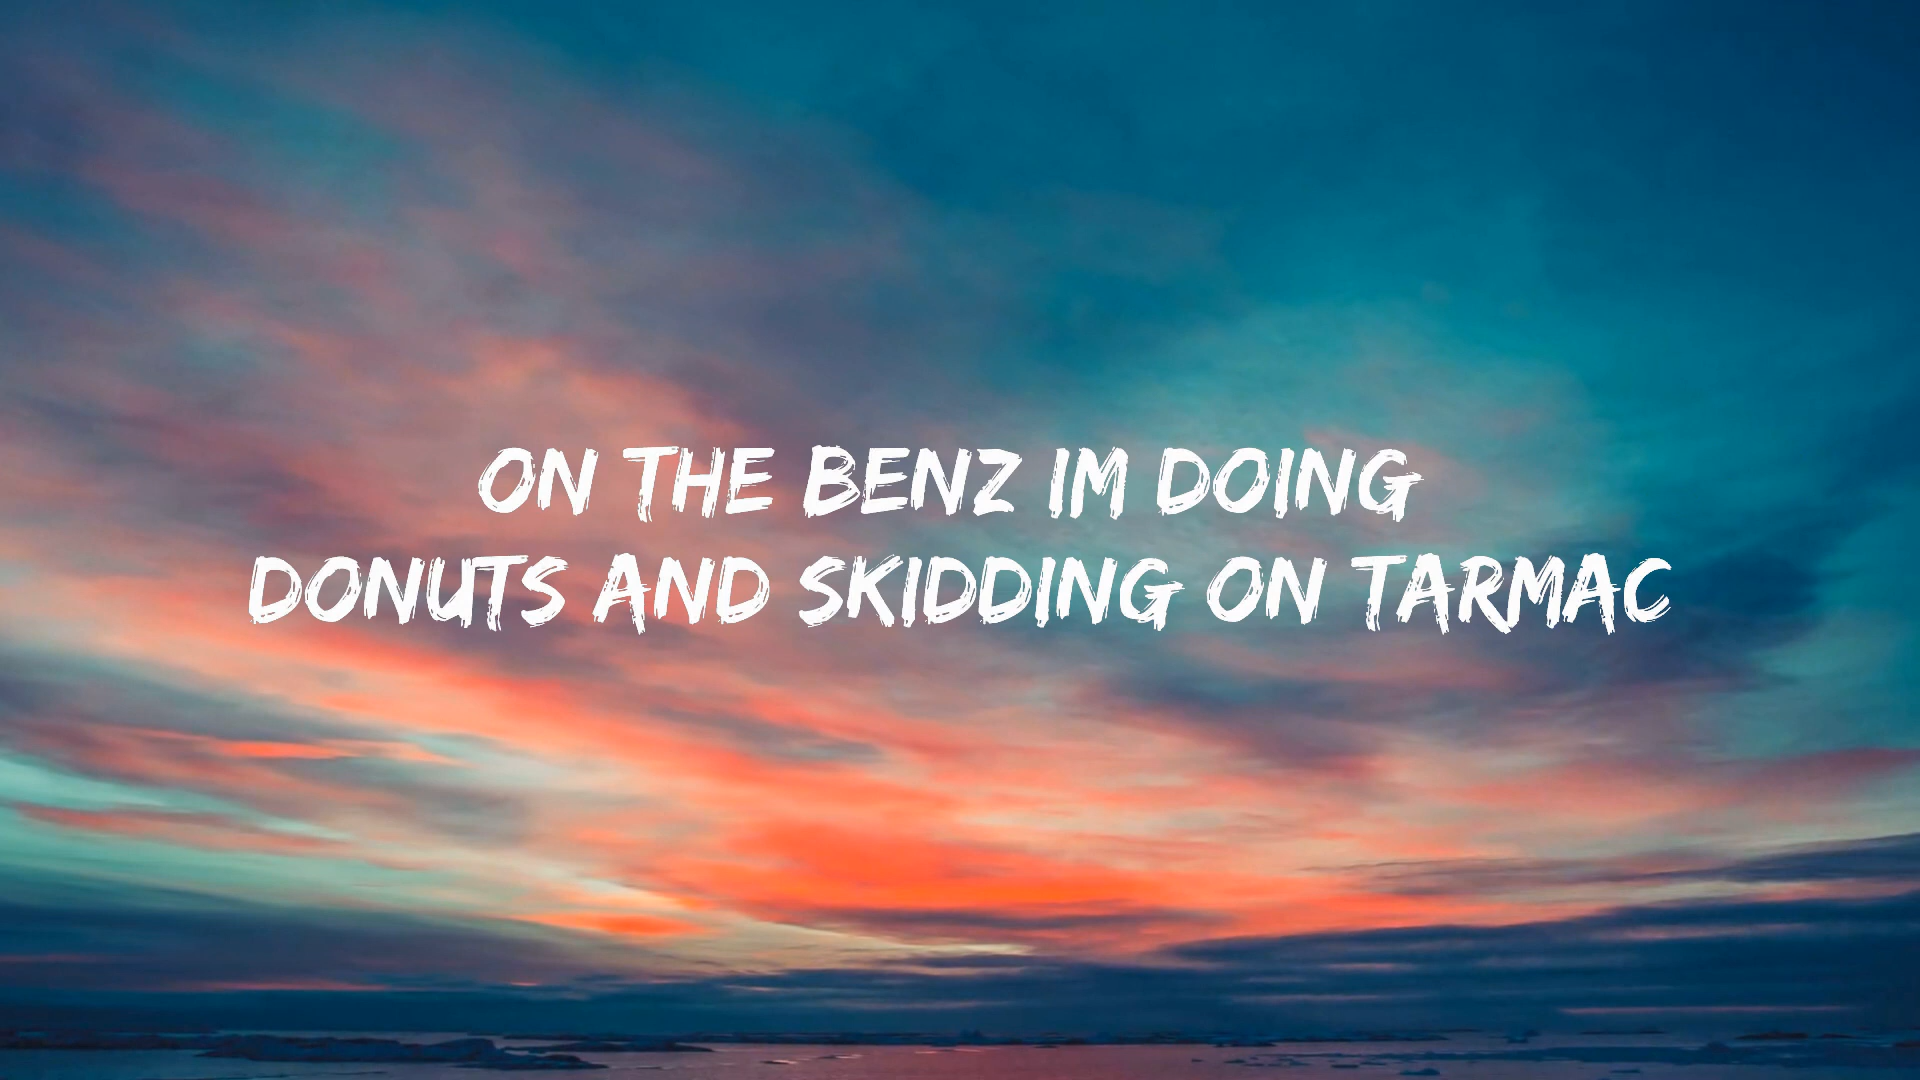 ON THE BENZ IM DOING
DONUTS AND SKIDDING ON TARMAC